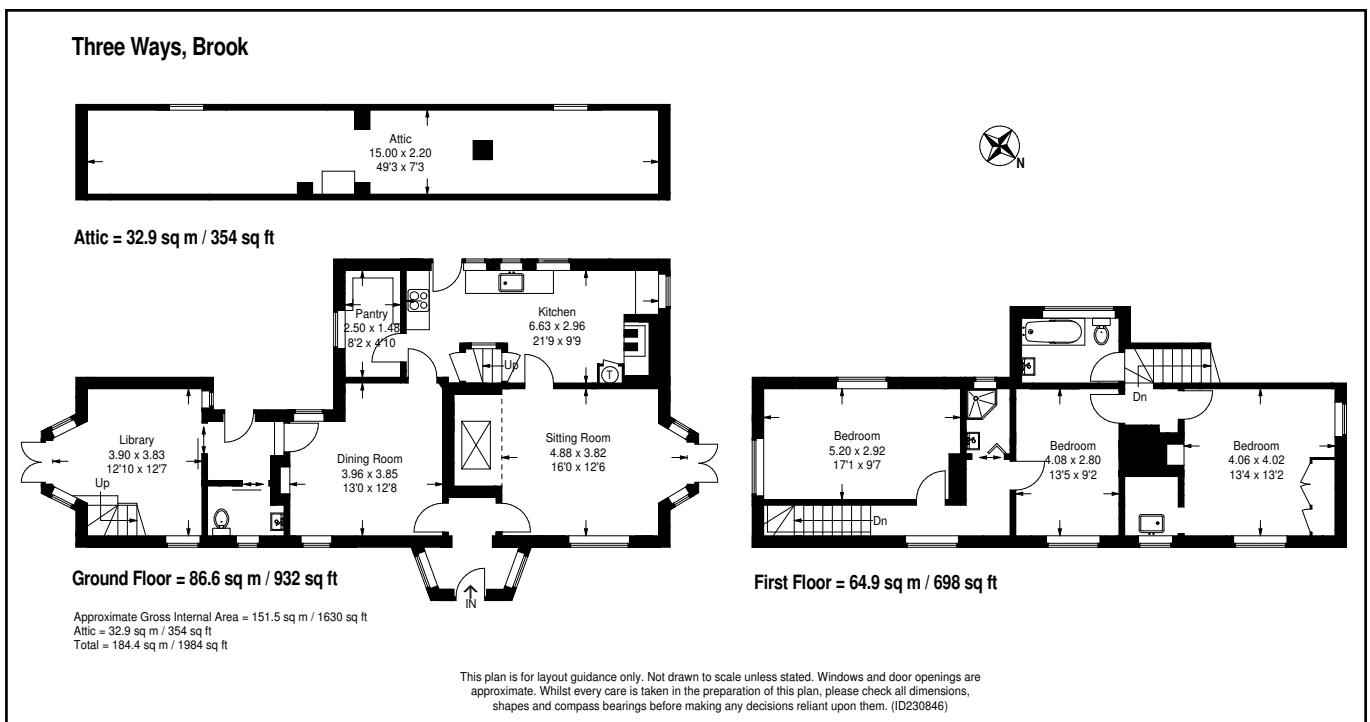 Three Ways, Brook
Attic
15.00 x 2.20
49'3 x 7'3
N
Attic = 32.9 sq m / 354 sq ft
Pantry
2.50 x 1.48
8'2 x 4'10
Kitchen
6.63 x 2.96
21'9 x 9'9
Up
T
Library
3.90 x 3.83
12'10 x 12'7
Up
Dining Room
3.96 x 3.85
13'0 x 12'8
Sitting Room
4.88 x 3.82
16'0 x 12'6
IN
Ground Floor = 86.6 sq m / 932 sq ft
Bedroom
5.20 x 2.92
17'1 x 9'7
Dn
Bedroom
4.08 x 2.80
13'5 x 9'2
Dn
Bedroom
4.06 x 4.02
13'4 x 13'2
First Floor = 64.9 sq m / 698 sq ft
Approximate Gross Internal Area = 151.5 sq m / 1630 sq ft
Attic = 32.9 sq m / 354 sq ft
Total = 184.4 sq m / 1984 sq ft
This plan is for layout guidance only. Not drawn to scale unless stated. Windows and door openings are
approximate. Whilst every care is taken in the preparation of this plan, please check all dimensions,
shapes and compass bearings before making any decisions reliant upon them. (ID230846)